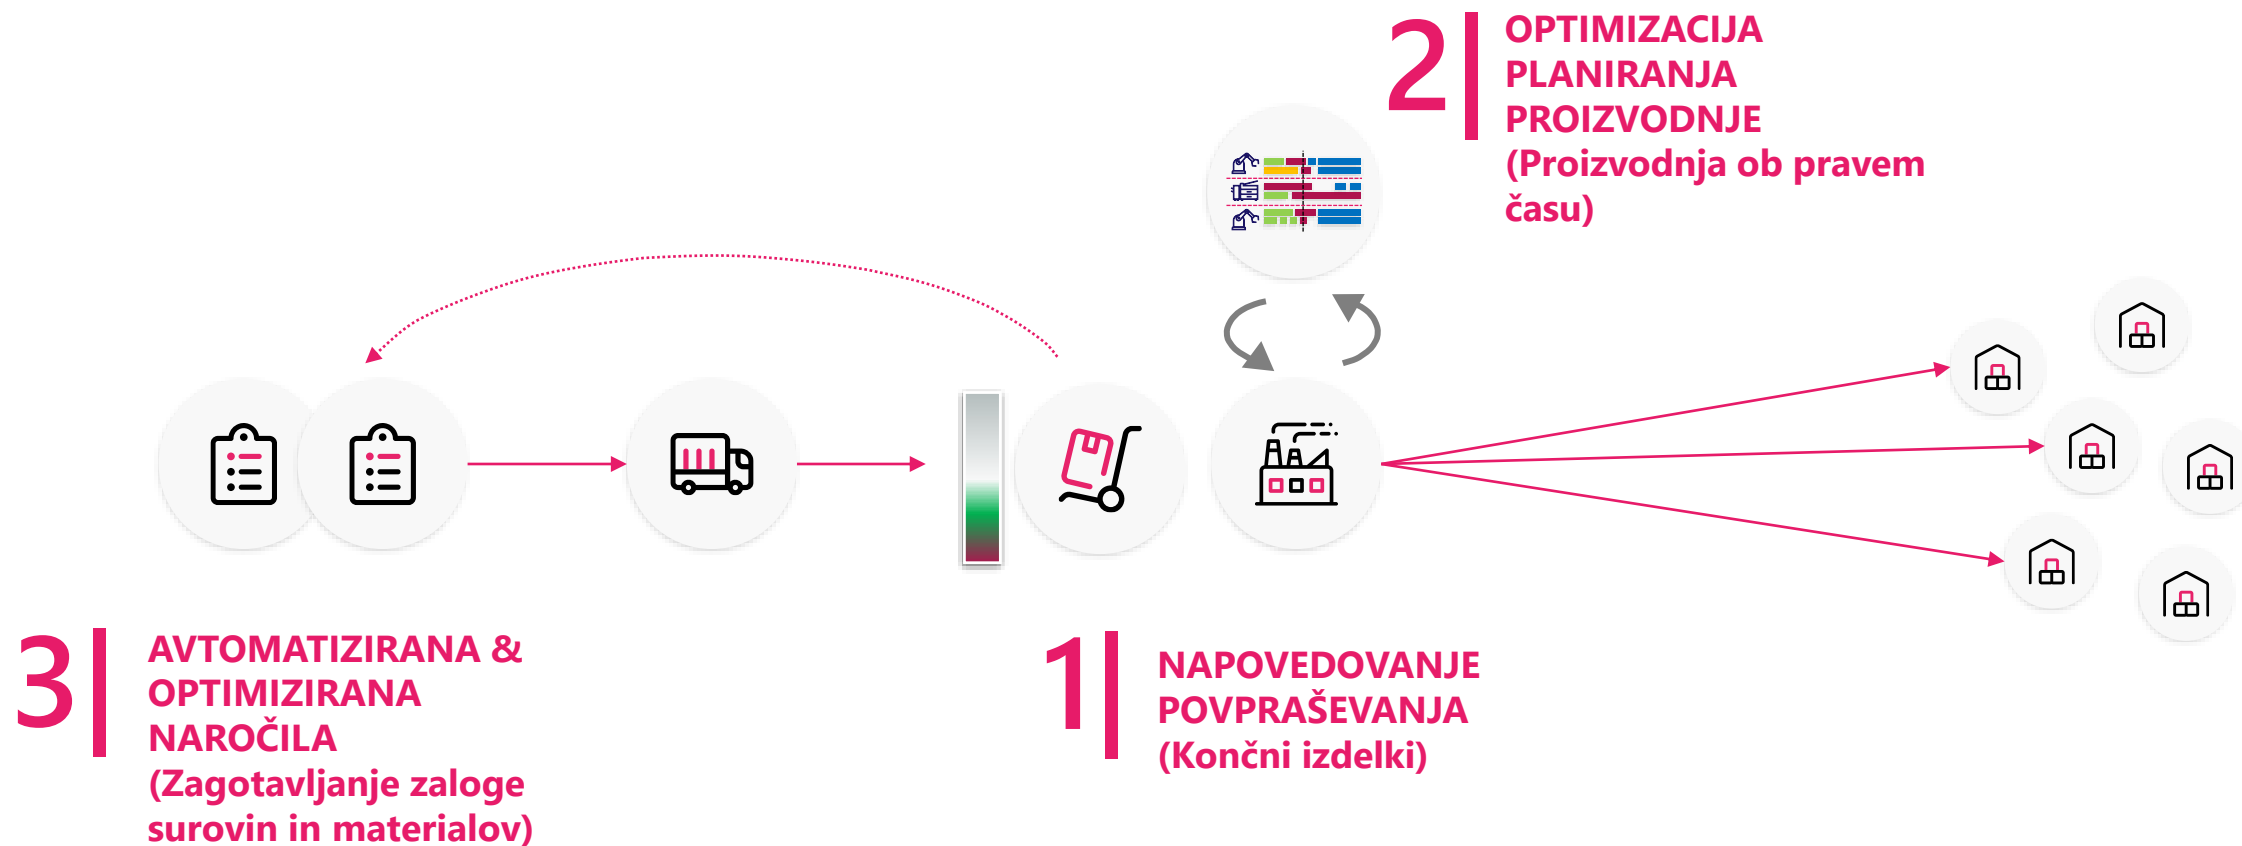 2
OPTIMIZACIJA
PLANIRANJA
PROIZVODNJE
(Proizvodnja ob pravem
času)
3
AVTOMATIZIRANA &
OPTIMIZIRANA
NAROČILA
(Zagotavljanje zaloge
surovin in materialov)
1
NAPOVEDOVANJE
POVPRAŠEVANJA
(Končni izdelki)